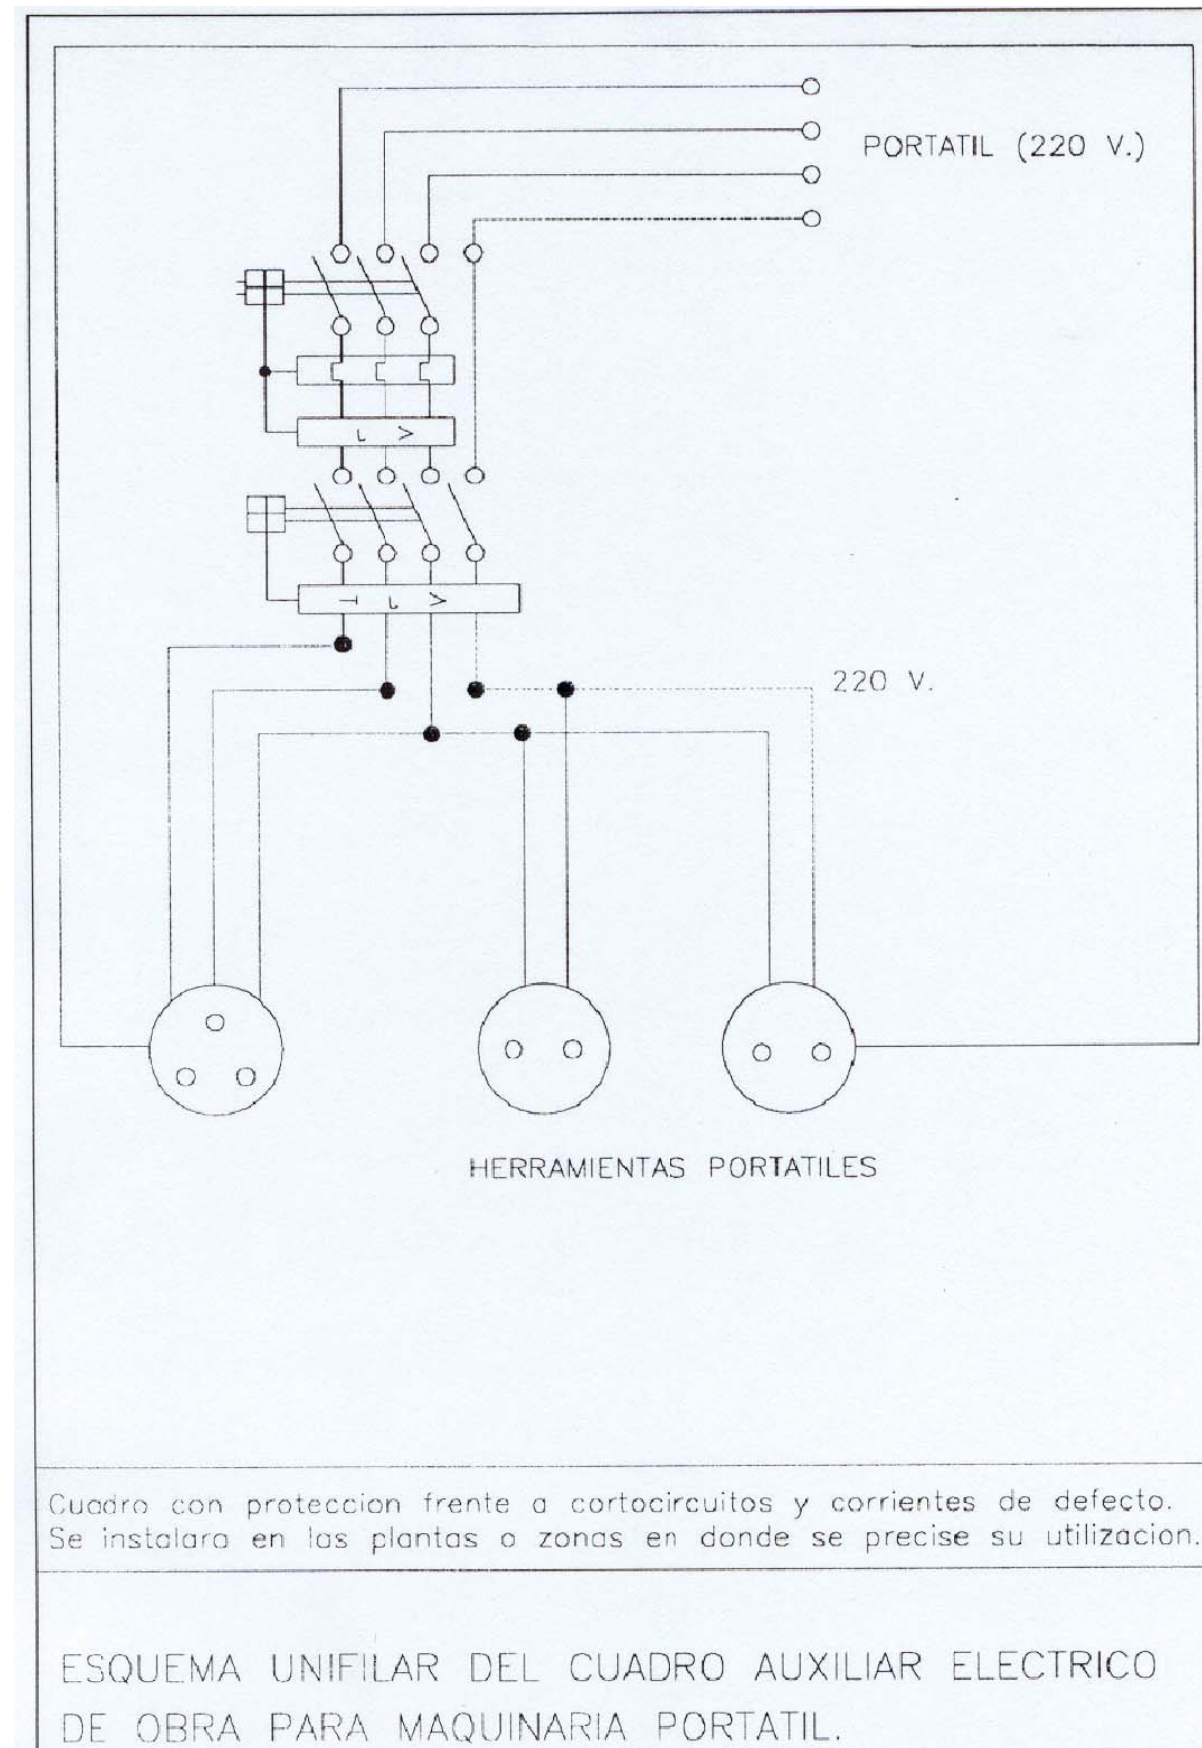 PORTATIL (220 V.)
220 V.
HERRAMIENTAS PORTATILES
Cuadro con proteccion frente a cortocircuitos y corrientes de defecto.
Se instalara en las plantas o zonas en donde se precise su utilizacion.
ESQUEMA UNIFILAR DEL CUADRO AUXILIAR ELECTRICO
DE OBRA PARA MAQUINARIA PORTATIL.